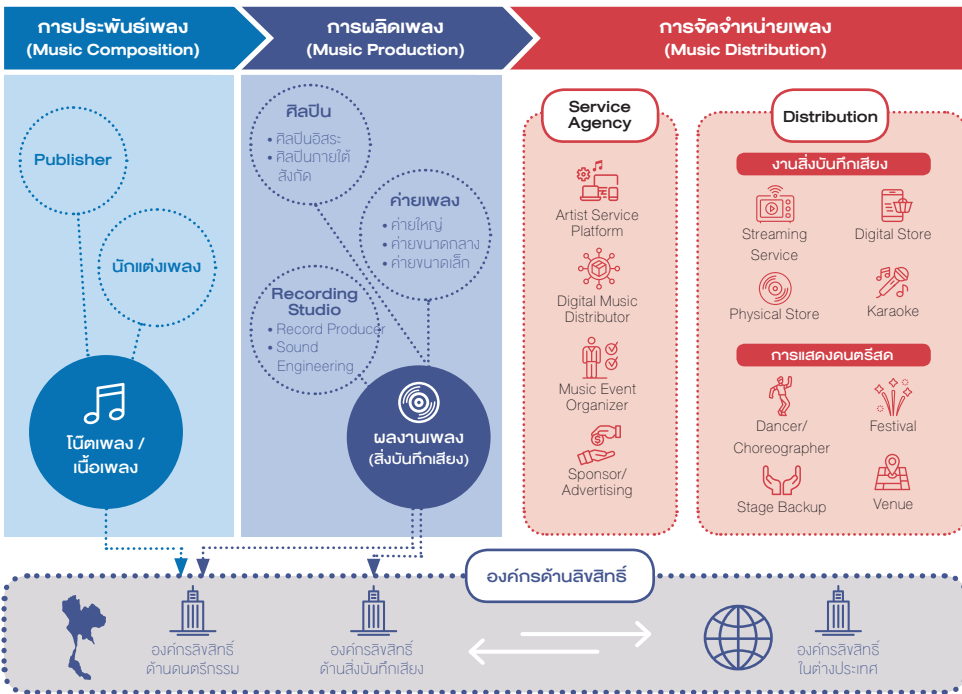 การประพันธ์เพลง
(Music Composition)
การผลิตเพลง
(Music Production)
การจัดจำหน่ายเพลง
(Music Distribution)
Publisher
นักแต่งเพลง
โน๊ตเพลง /
เนื้อเพลง
ศิลปิน
• ศิลปินอิสระ
• ศิลปินภายใต้
สังกัด
ค่ายเพลง
• ค่ายใหญ่
• ค่ายขนาดกลาง
• ค่ายขนาดเล็ก
Recording
Studio
• Record Producer
• Sound
Engineering
ผลงานเพลง
(สิ่งบันทึกเสียง)
Service
Agency
Artist Service
Platform
Digital Music
Distributor
Music Event
Organizer
Sponsor/
Advertising
Distribution
งานสิ่งบันทึกเสียง
Streaming
Service
Digital Store
Physical Store
Karaoke
การแสดงดนตรีสด
Dancer/
Choreographer
Festival
Stage Backup
Venue
องค์กรด้านลิขสิทธิ์
องค์กรลิขสิทธิ์
ด้านดนตรีกรรม
องค์กรลิขสิทธิ์
ด้านสิ่งบันทึกเสียง
องค์กรลิขสิทธิ์
ในต่างประเทศ